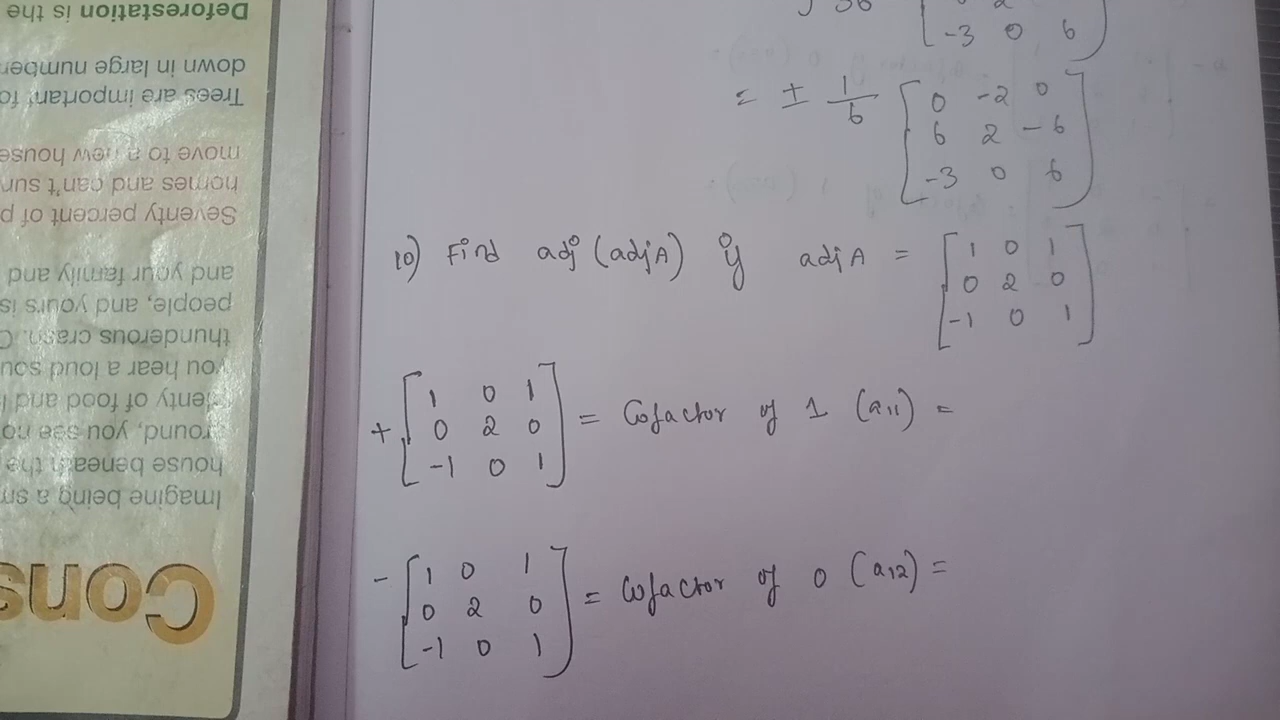 -3 0 6
= ± 1/6 [0 -2 0
6 2 -6
-3 0 6]
10) Find adj (adjA) if adjA = [1 0 1
0 2 0
-1 0 1]
+ [1 0 1
0 2 0
-1 0 1] = Cofactor of 1 (a11) =
- [1 0 1
0 2 0
-1 0 1] = Cofactor of 0 (a12) =
Cons
Imagine being a sm
house beneath the
round, you see no
lenty of food and
you hear a loud sou
thunderous crash.
people, and yours is
and your family and
Seventy percent of p
homes and can't sur
move to a new house
Trees are important fo
down in large number
Deforestation is the